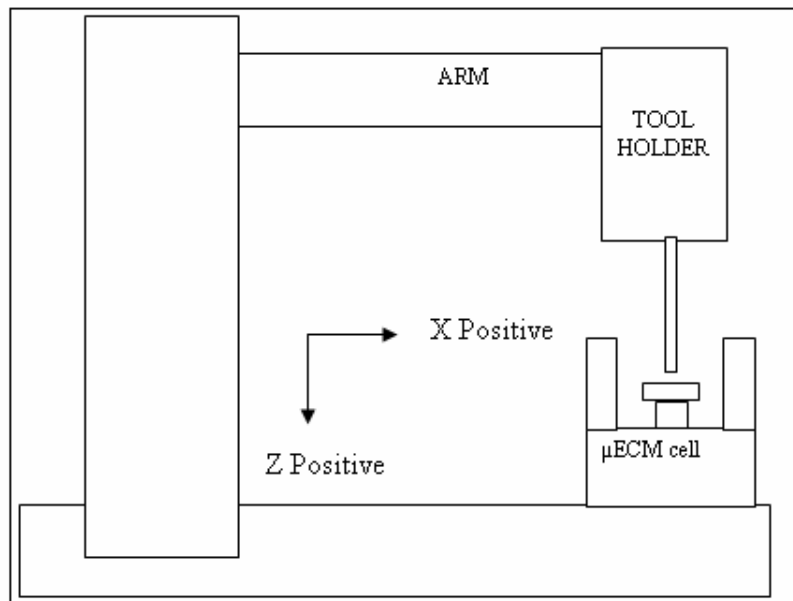 ARM
TOOL
HOLDER
X Positive
Z Positive
µECM cell